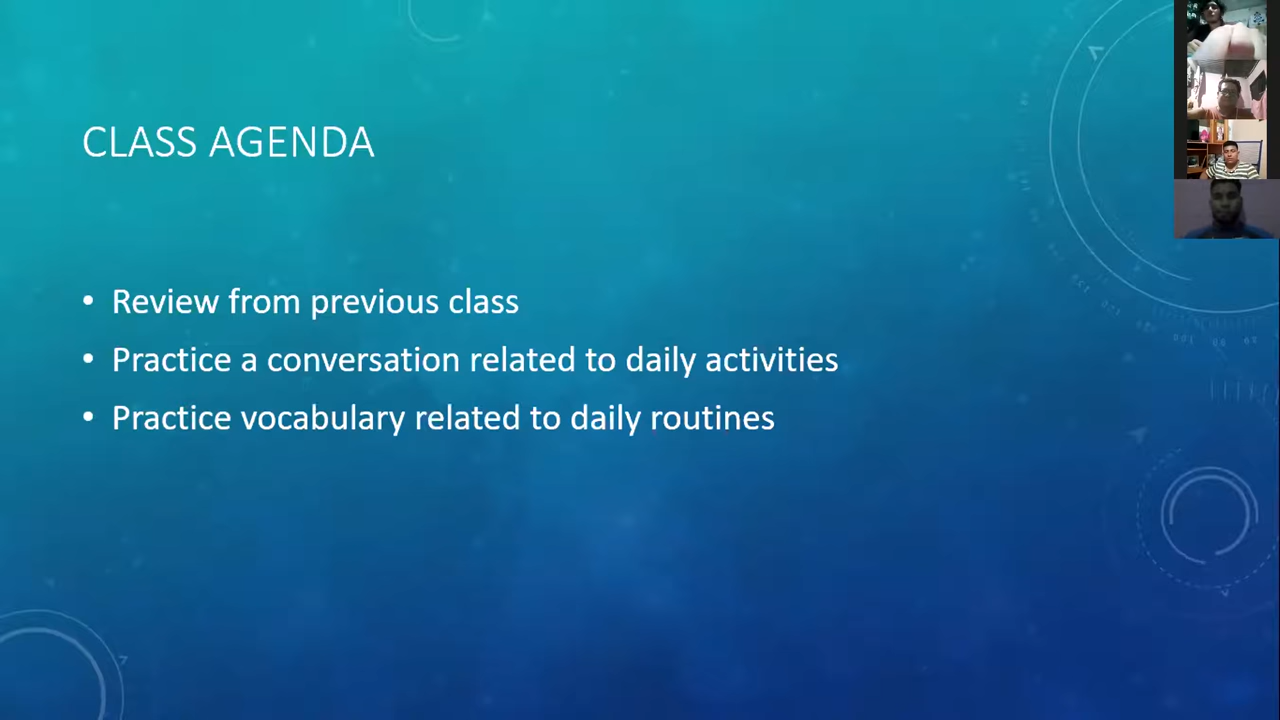 CLASS AGENDA
• Review from previous class
• Practice a conversation related to daily activities
• Practice vocabulary related to daily routines